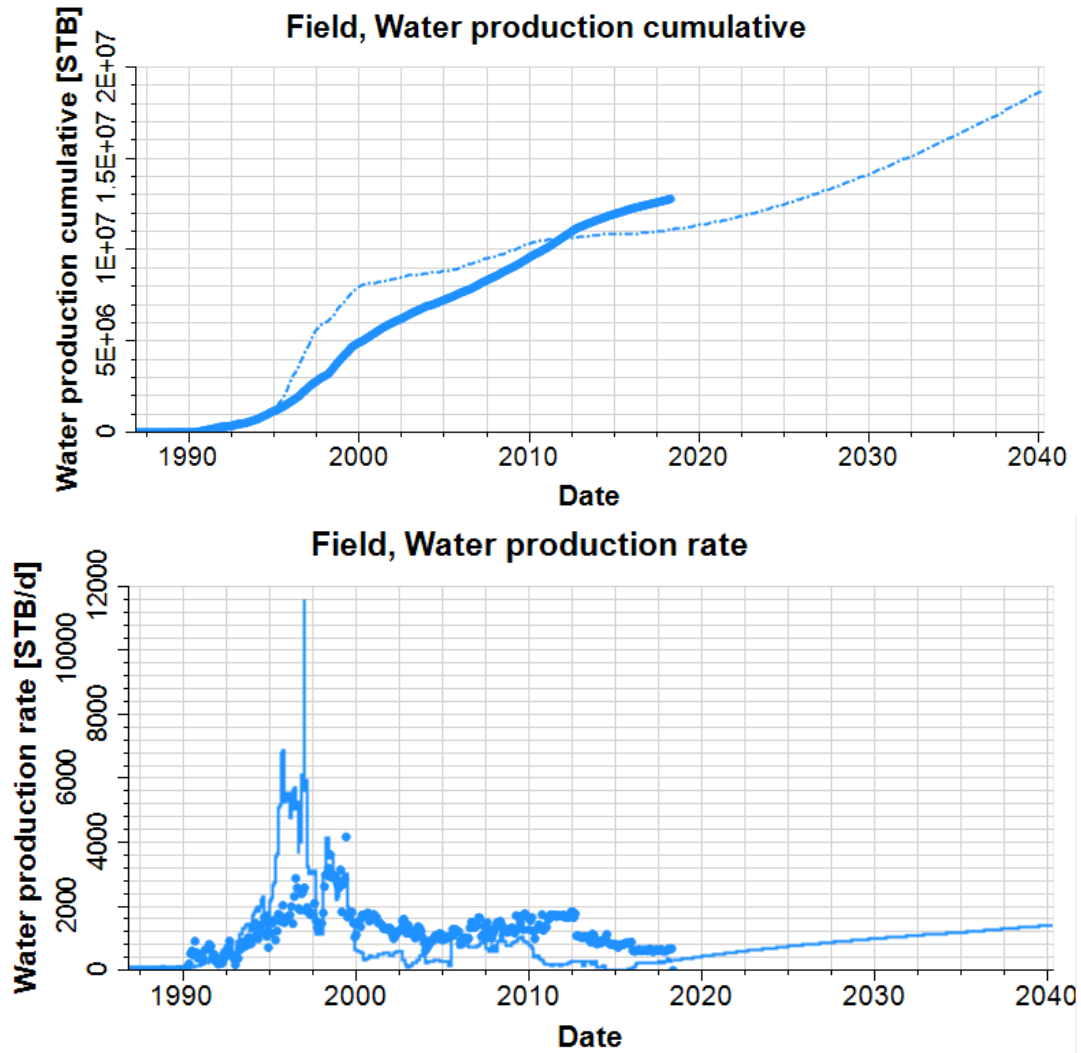 Field, Water production cumulative
Water production cumulative [STB]
2E+07
1.5E+07
1E+07
5E+06
0
1990 2000 2010 2020 2030 2040
Date
Field, Water production rate
Water production rate [STB/d]
12000
10000
8000
6000
4000
2000
0
1990 2000 2010 2020 2030 2040
Date